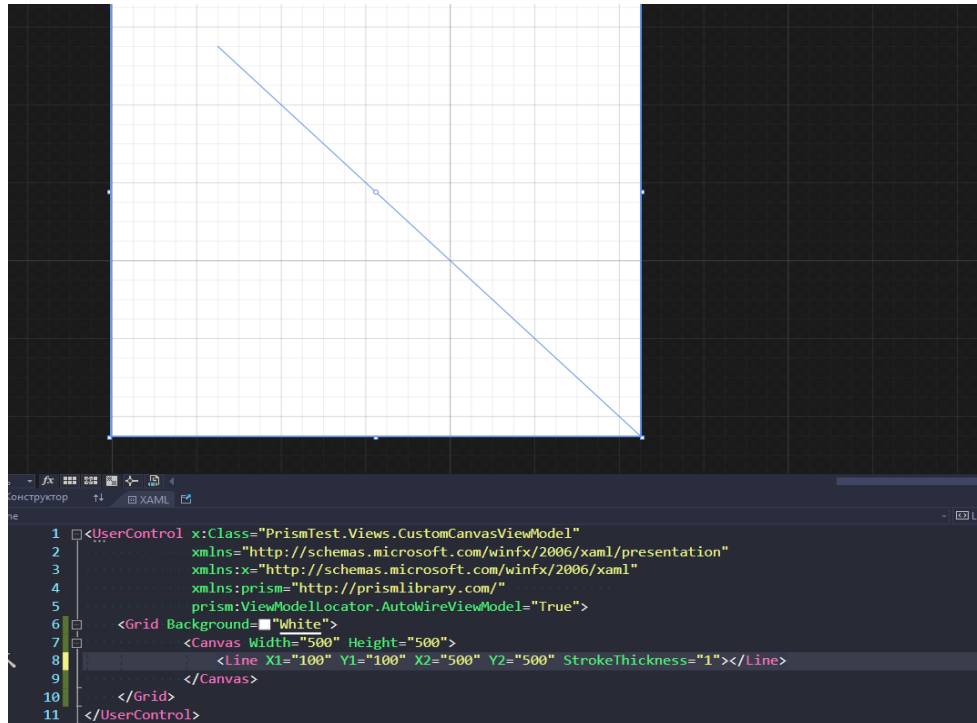 fx
Конструктор XAML
1 <UserControl x:Class="PrismTest.Views.CustomCanvasViewModel"
2 xmlns="http://schemas.microsoft.com/winfx/2006/xaml/presentation"
3 xmlns:x="http://schemas.microsoft.com/winfx/2006/xaml"
4 xmlns:prism="http://prismlibrary.com/"
5 prism:ViewModelLocator.AutoWireViewModel="True">
6 <Grid Background="White">
7 <Canvas Width="500" Height="500">
8 <Line X1="100" Y1="100" X2="500" Y2="500" StrokeThickness="1"></Line>
9 </Canvas>
10 </Grid>
11 </UserControl>